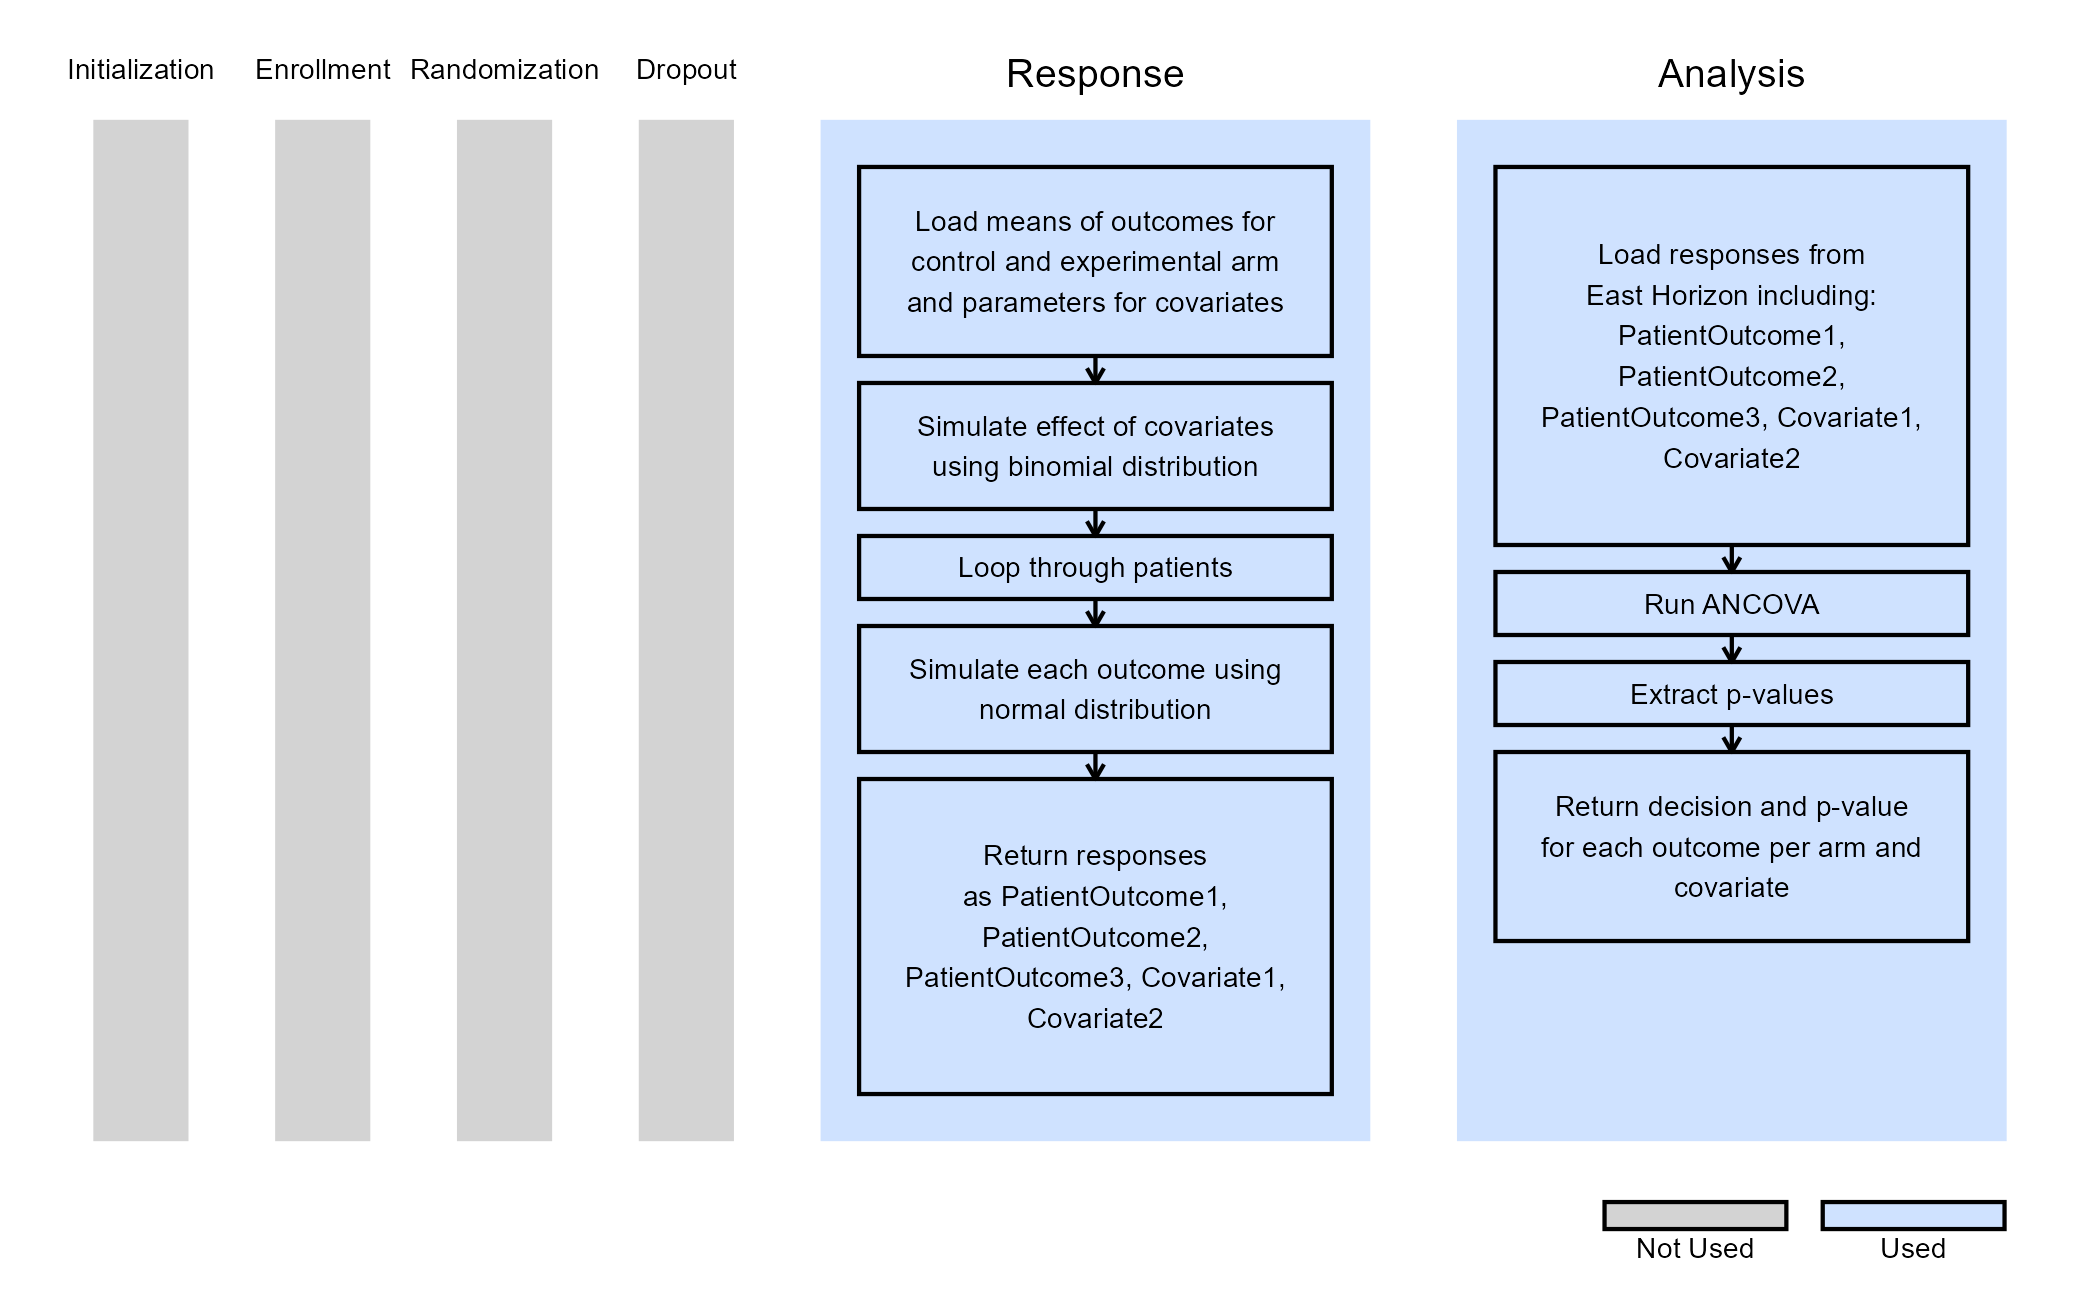 Initialization
Enrollment
Randomization
Dropout
Response
Analysis
Load means of outcomes for
control and experimental arm
and parameters for covariates
Simulate effect of covariates
using binomial distribution
Loop through patients
Simulate each outcome using
normal distribution
Return responses
as PatientOutcome1,
PatientOutcome2,
PatientOutcome3, Covariate1,
Covariate2
Load responses from
East Horizon including:
PatientOutcome1,
PatientOutcome2,
PatientOutcome3, Covariate1,
Covariate2
Run ANCOVA
Extract p-values
Return decision and p-value
for each outcome per arm and
covariate
Not Used
Used